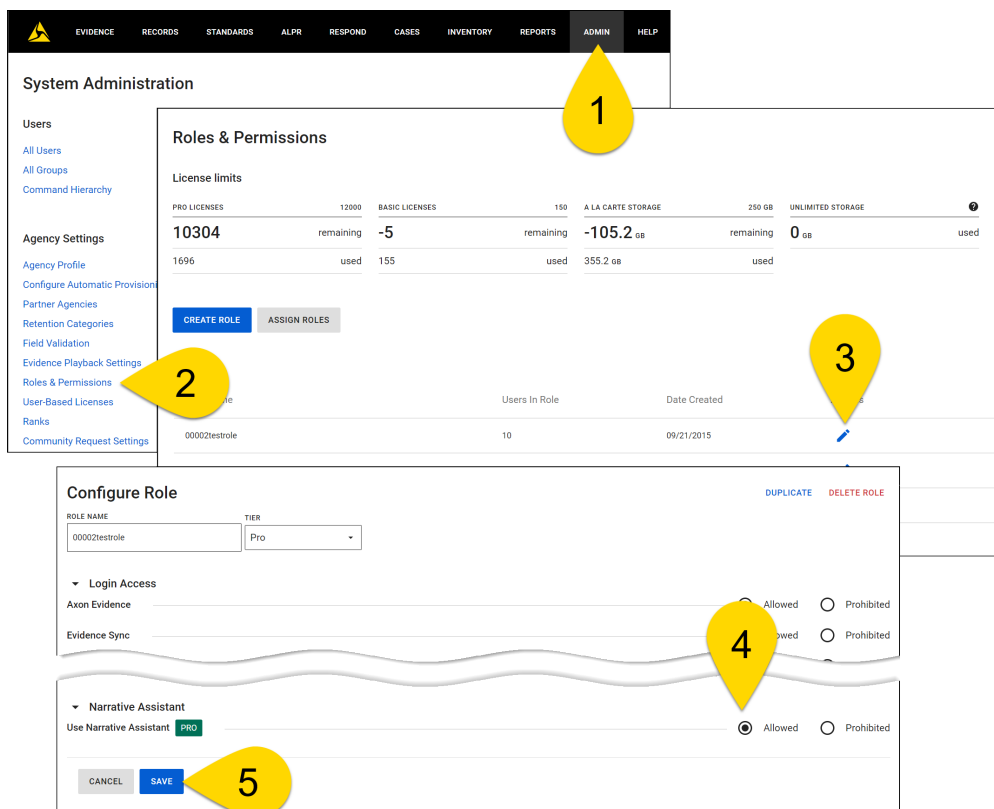 EVIDENCE RECORDS STANDARDS ALPR RESPOND CASES INVENTORY REPORTS ADMIN HELP
System Administration
1
Users
All Users
All Groups
Command Hierarchy
Agency Settings
Agency Profile
Configure Automatic Provisioni
Partner Agencies
Retention Categories
Field Validation
Evidence Playback Settings
Roles & Permissions
2
User-Based Licenses
Ranks
Community Request Settings
Roles & Permissions
License limits
PRO LICENSES 12000 BASIC LICENSES 150 A LA CARTE STORAGE 250 GB UNLIMITED STORAGE ?
10304 remaining -5 remaining -105.2 GB remaining 0 GB used
1696 used 155 used 355.2 GB used
CREATE ROLE ASSIGN ROLES
3
Users In Role Date Created
00002testrole 10 09/21/2015
Configure Role DUPLICATE DELETE ROLE
ROLE NAME TIER
00002testrole Pro
Login Access
Axon Evidence Allowed Prohibited
Evidence Sync Prohibited
4
Narrative Assistant
Use Narrative Assistant PRO Allowed Prohibited
CANCEL SAVE
5